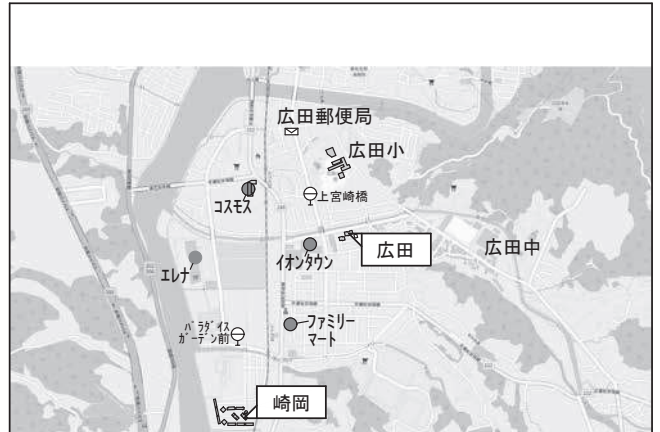 広田郵便局
広田小
コスモス
上宮崎橋
広田
広田中
イオンタウン
エレナ
パラダイス
ガーデン前
ファミリー
マート
崎岡